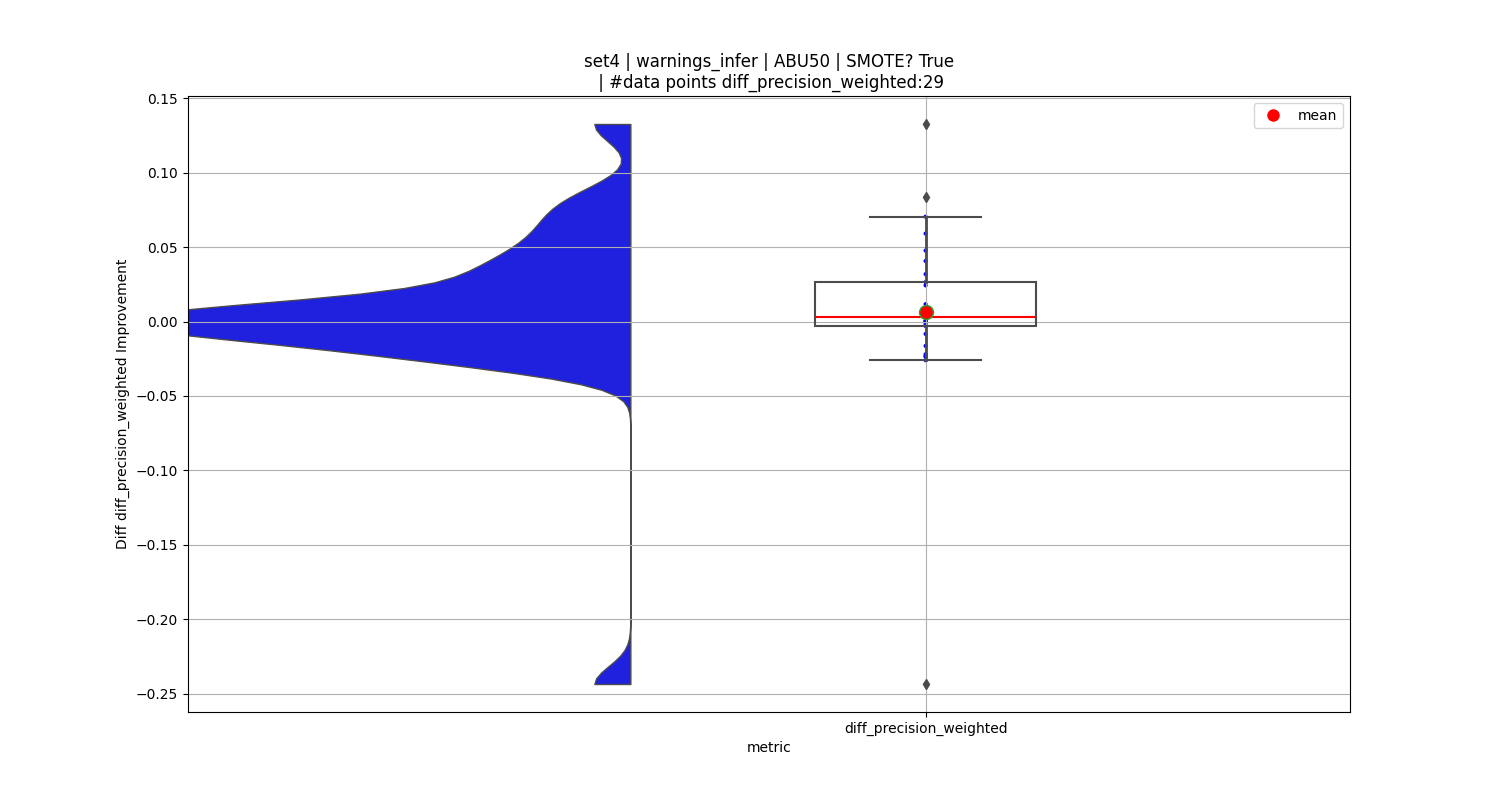 set4 | warnings_infer | ABU50 | SMOTE? True
| #data points diff_precision_weighted:29
mean
0.15
0.10
0.05
0.00
−0.05
−0.10
−0.15
−0.20
−0.25
Diff diff_precision_weighted Improvement
diff_precision_weighted
metric